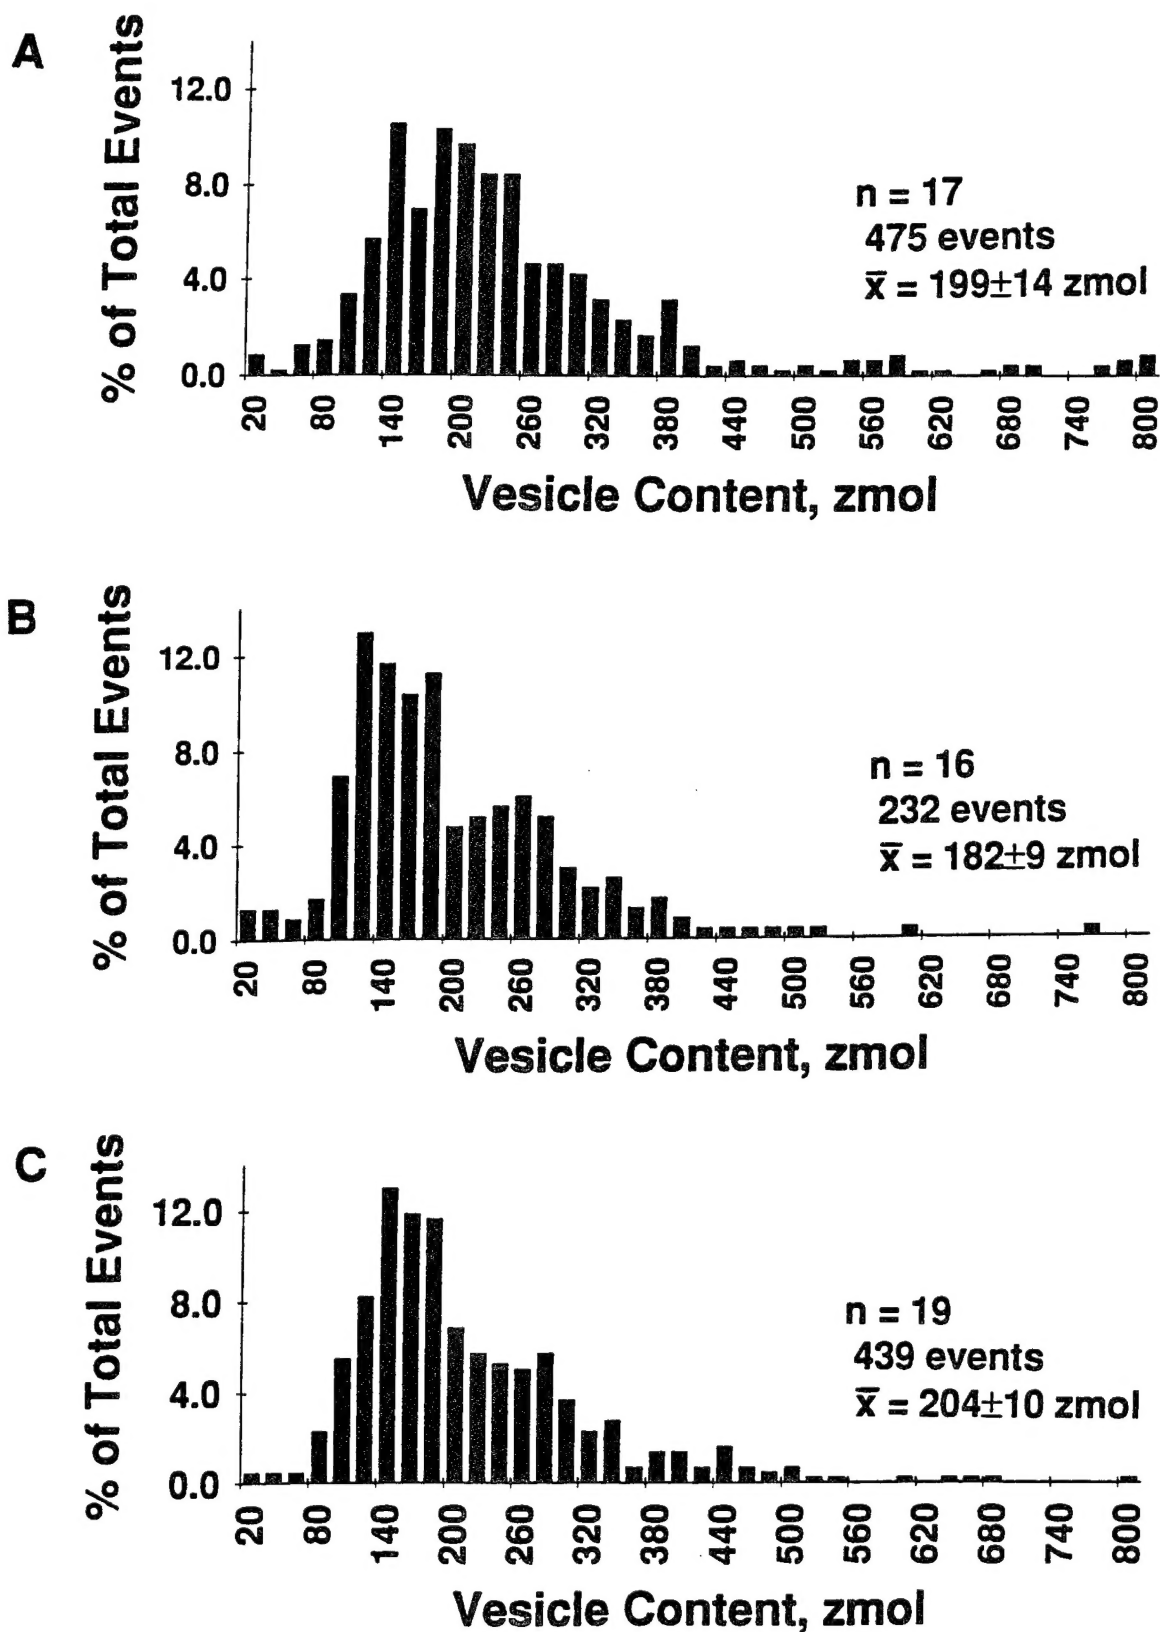 A
% of Total Events
12.0
8.0
4.0
0.0
n = 17
475 events
x̄ = 199±14 zmol
20 80 140 200 260 320 380 440 500 560 620 680 740 800
Vesicle Content, zmol
B
% of Total Events
12.0
8.0
4.0
0.0
n = 16
232 events
x̄ = 182±9 zmol
20 80 140 200 260 320 380 440 500 560 620 680 740 800
Vesicle Content, zmol
C
% of Total Events
12.0
8.0
4.0
0.0
n = 19
439 events
x̄ = 204±10 zmol
20 80 140 200 260 320 380 440 500 560 620 680 740 800
Vesicle Content, zmol